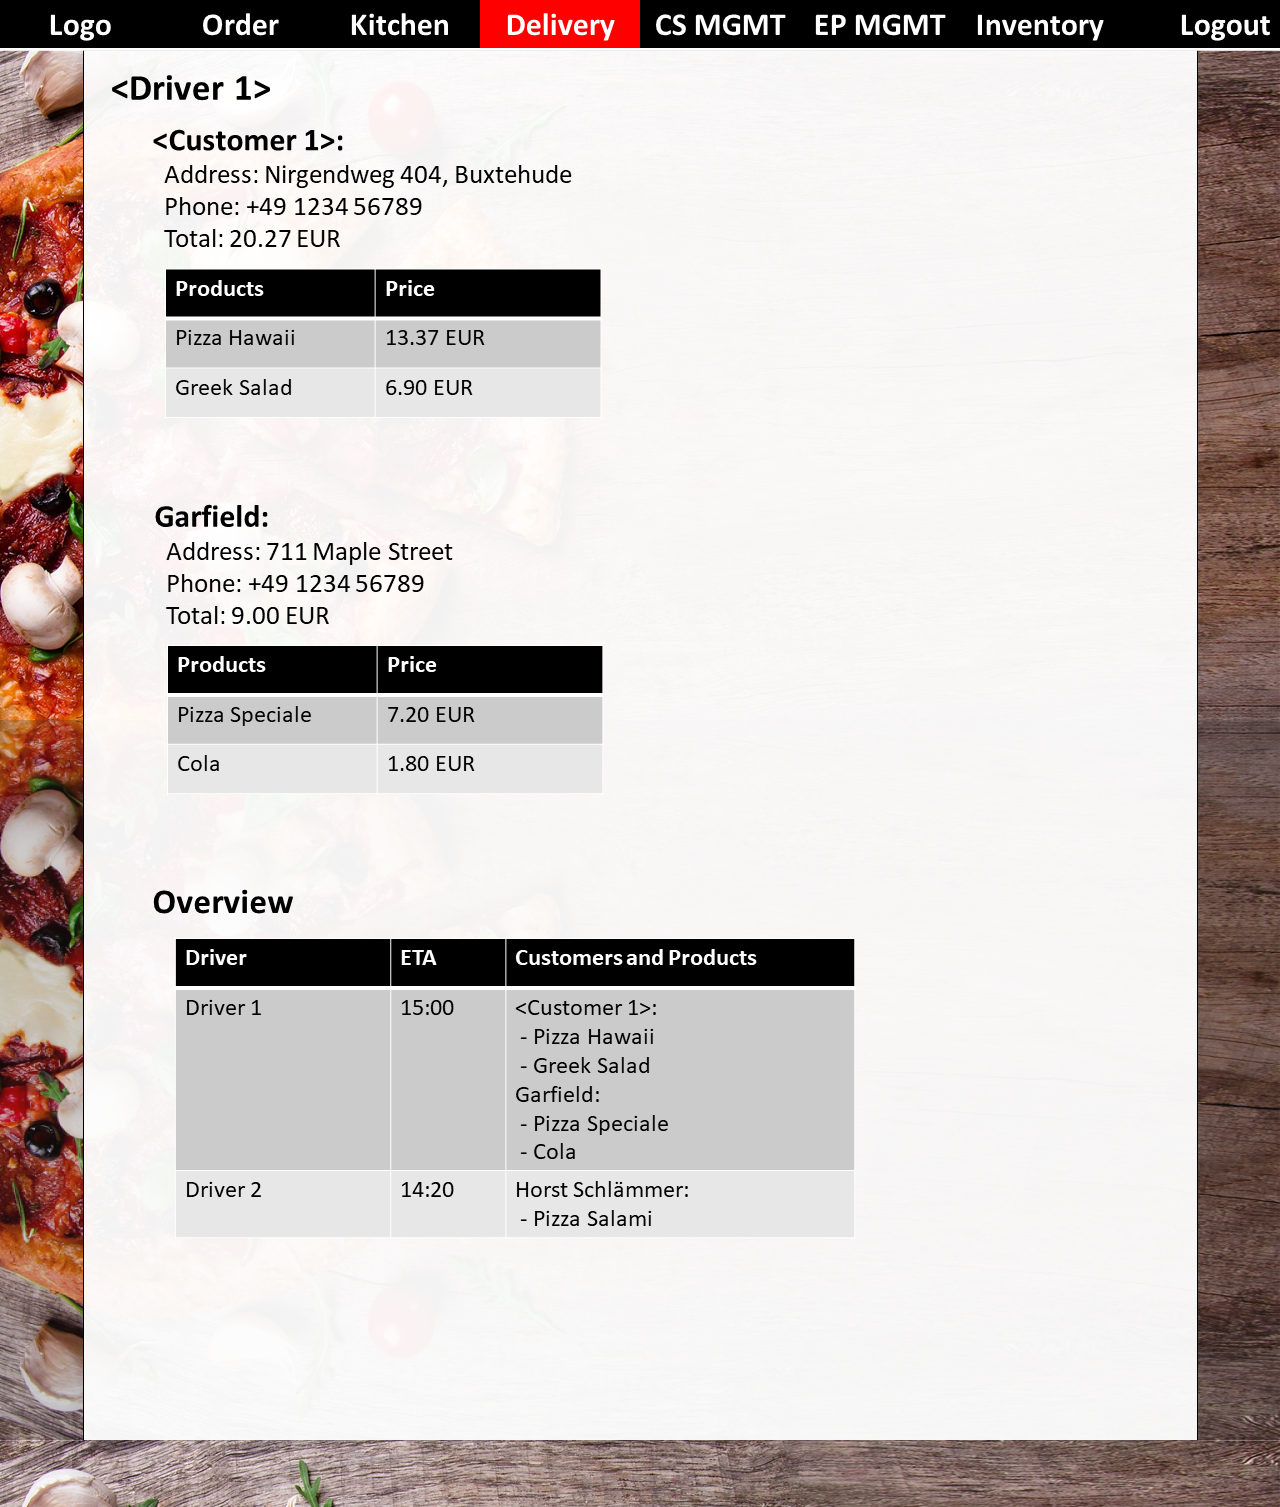 Logo Order Kitchen Delivery CS MGMT EP MGMT Inventory Logout
<Driver 1>
<Customer 1>:
Address: Nirgendweg 404, Buxtehude
Phone: +49 1234 56789
Total: 20.27 EUR
Products Price
Pizza Hawaii 13.37 EUR
Greek Salad 6.90 EUR
Garfield:
Address: 711 Maple Street
Phone: +49 1234 56789
Total: 9.00 EUR
Products Price
Pizza Speciale 7.20 EUR
Cola 1.80 EUR
Overview
Driver ETA Customers and Products
Driver 1 15:00 <Customer 1>:
- Pizza Hawaii
- Greek Salad
Garfield:
- Pizza Speciale
- Cola
Driver 2 14:20 Horst Schlämmer:
- Pizza Salami